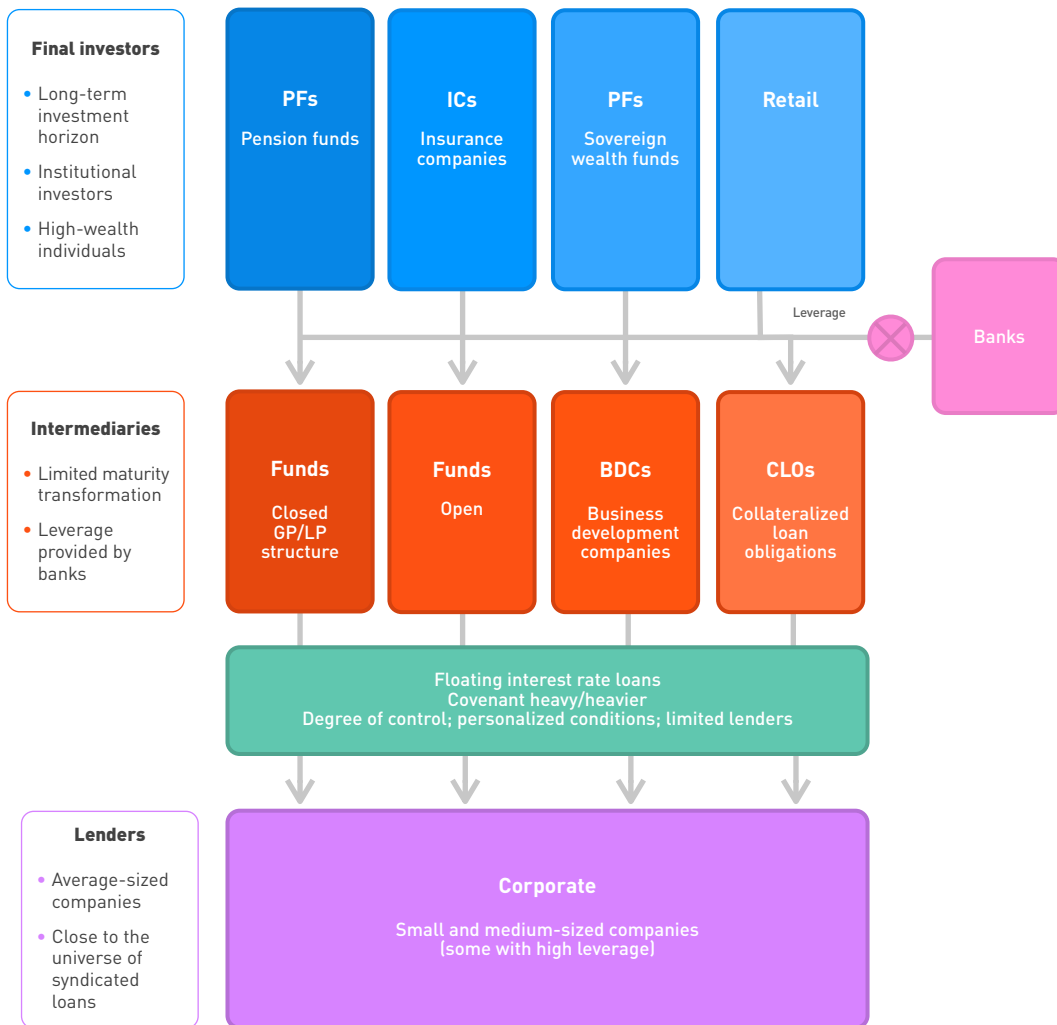 Final investors
Long-term
investment
horizon
Institutional
investors
High-wealth
individuals
PFs
Pension funds
ICs
Insurance
companies
PFs
Sovereign
wealth funds
Retail
Leverage
Banks
Intermediaries
Limited maturity
transformation
Leverage
provided by
banks
Funds
Closed
GP/LP
structure
Funds
Open
BDCs
Business
development
companies
CLOs
Collateralized
loan
obligations
Floating interest rate loans
Covenant heavy/heavier
Degree of control; personalized conditions; limited lenders
Lenders
Average-sized
companies
Close to the
universe of
syndicated
loans
Corporate
Small and medium-sized companies
(some with high leverage)